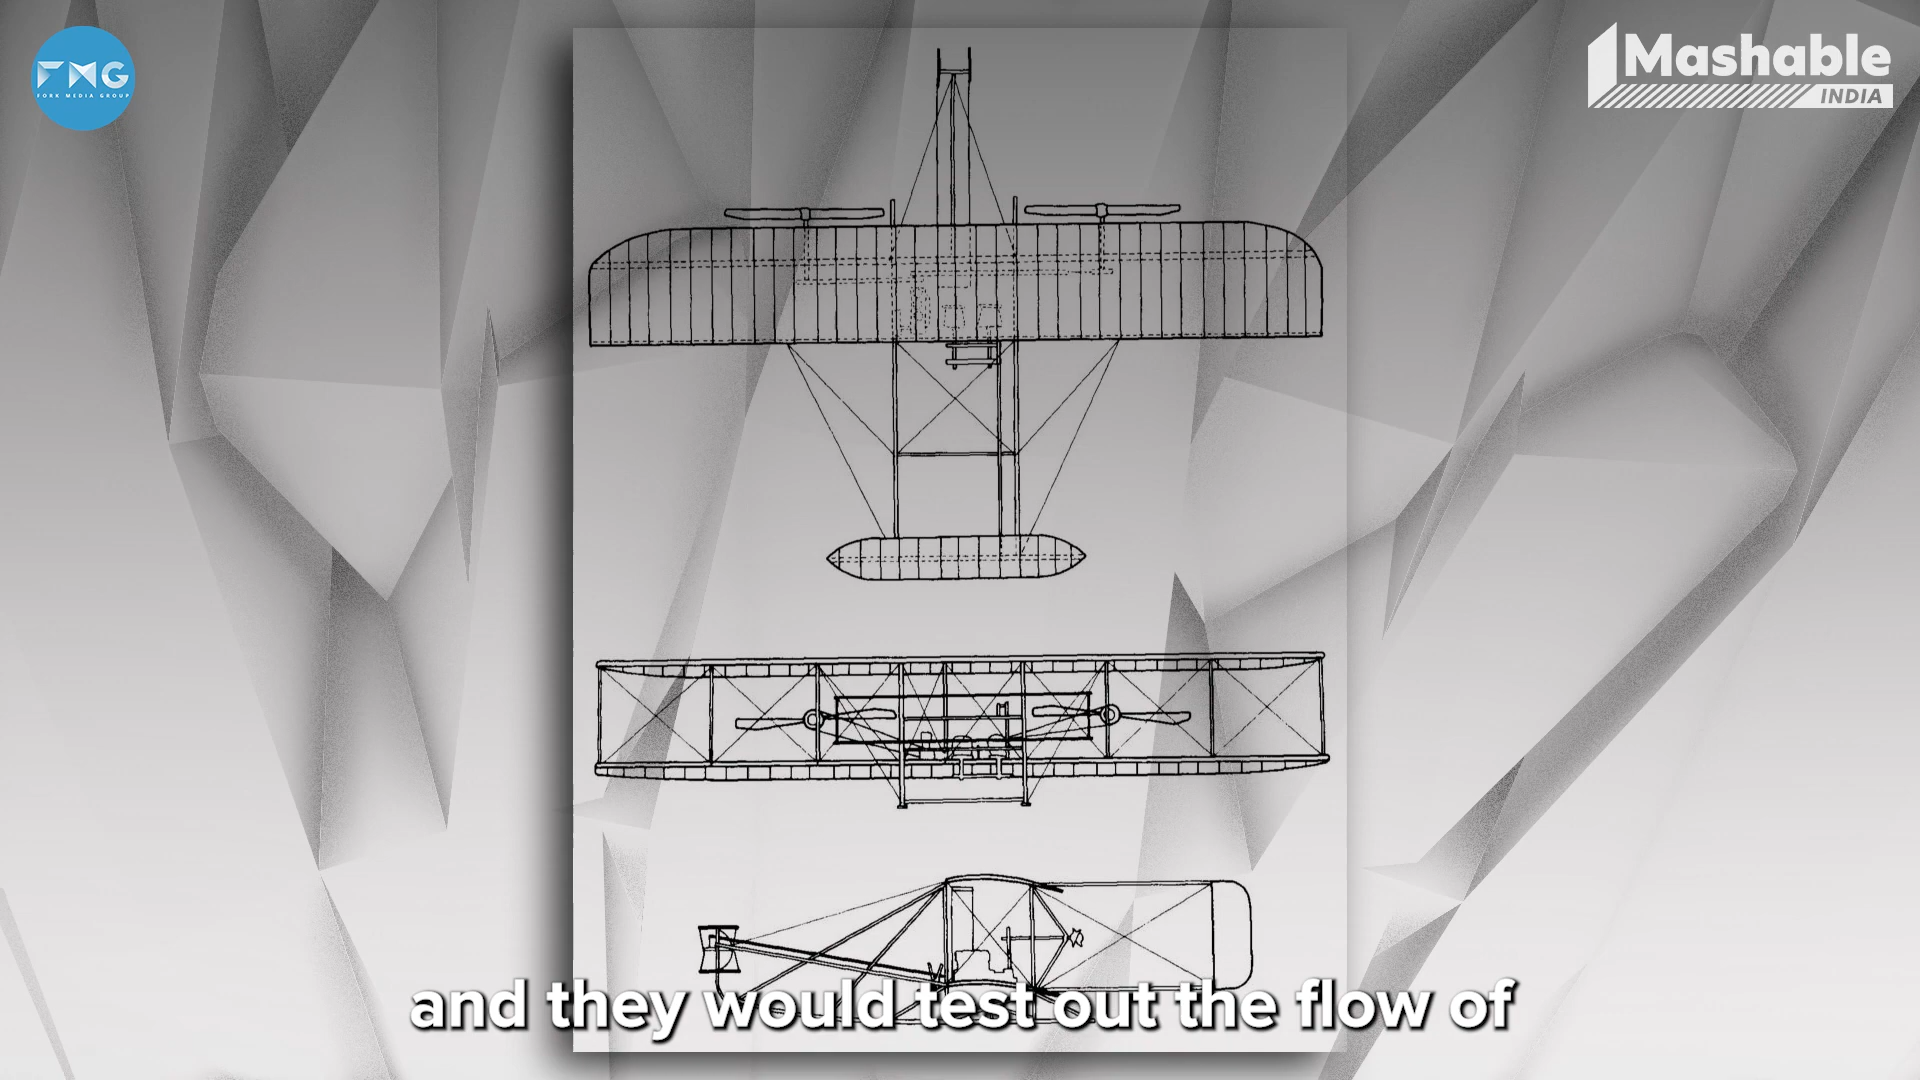 FMG
FORK MEDIA GROUP
Mashable
INDIA
and they would test out the flow of